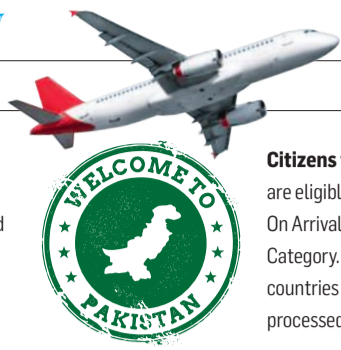 WELCOME TO
PAKISTAN
Citizens
are eligibl
On Arrival
Category.
countries
processed
d